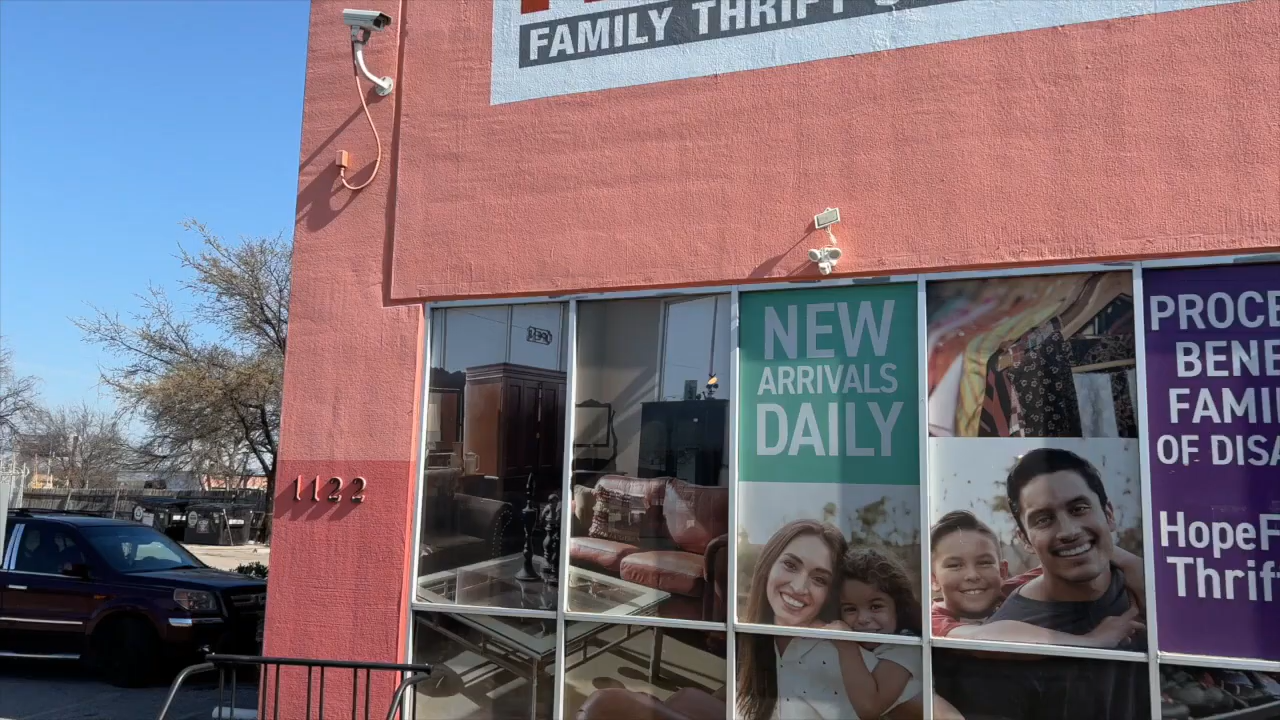 FAMILY THRIFT
NEW
ARRIVALS
DAILY
PROCE
BENE
FAMI
OF DISA
HopeF
Thrif
1122